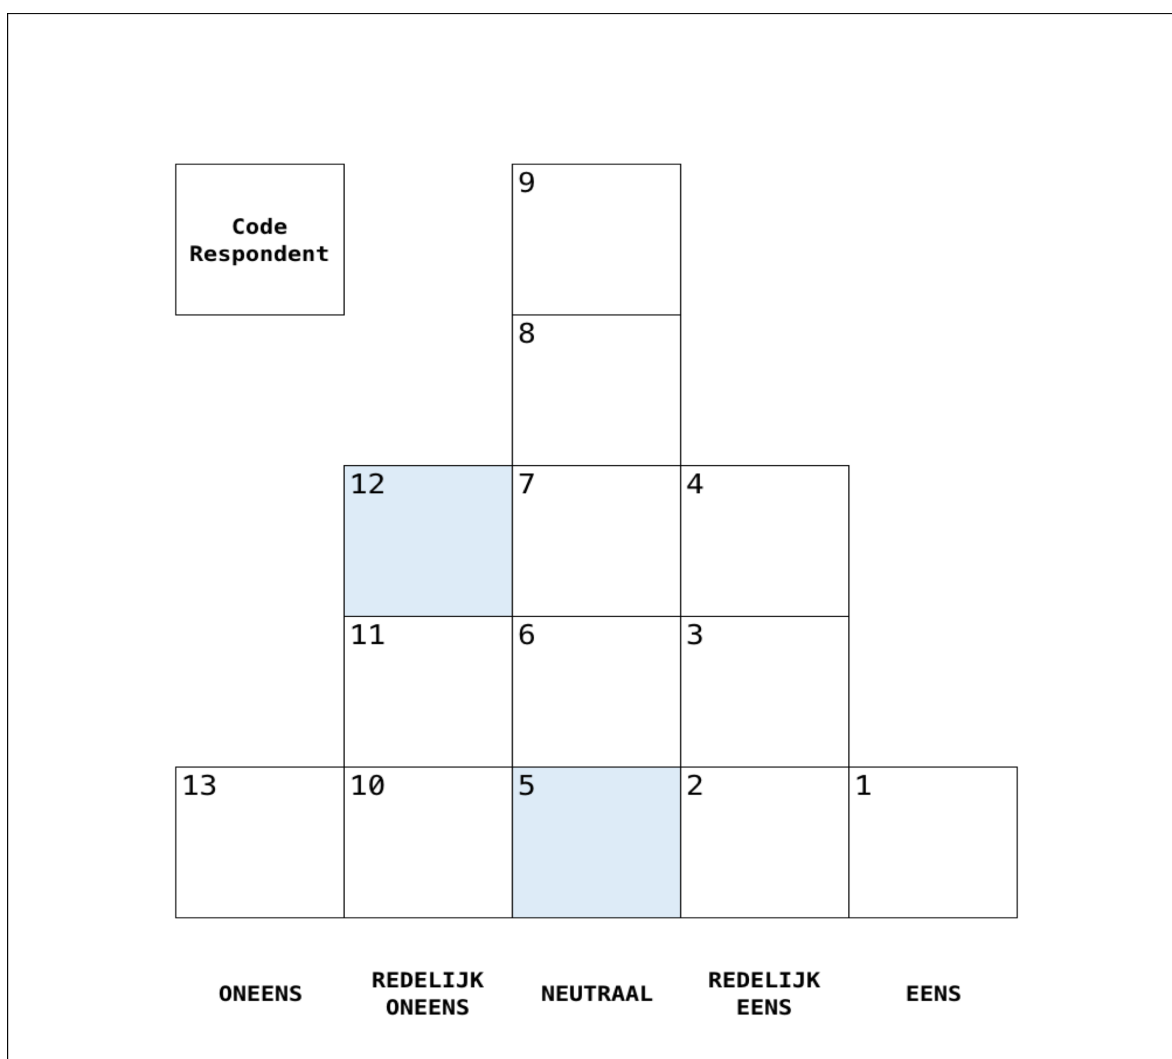 9
Code
Respondent
8
12 7 4
11 6 3
13 10 5 2 1
ONEENS REDELIJK ONEENS NEUTRAAL REDELIJK EENS EENS